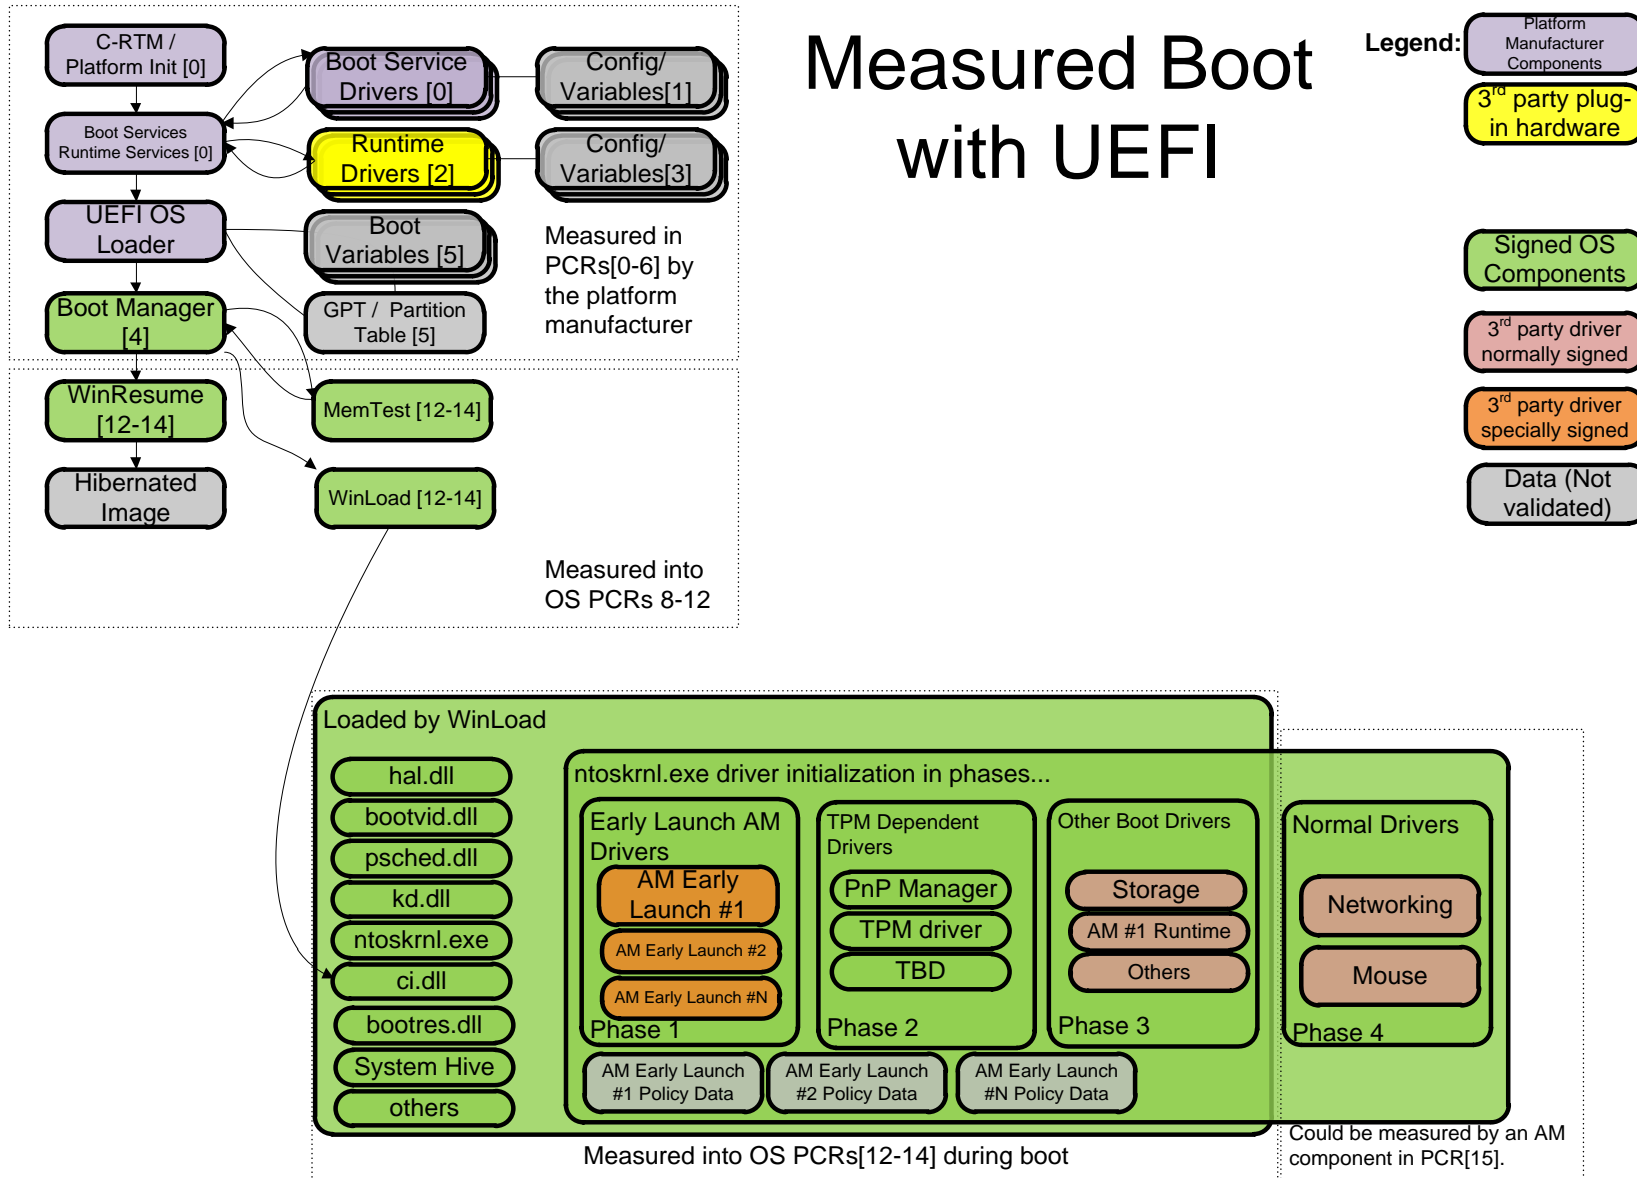 Measured Boot
with UEFI
Legend:
Platform
Manufacturer
Components
3rd party plug-
in hardware
Signed OS
Components
3rd party driver
normally signed
3rd party driver
specially signed
Data (Not
validated)
C-RTM /
Platform Init [0]
Boot Service
Drivers [0]
Config/
Variables[1]
Boot Services
Runtime Services [0]
Runtime
Drivers [2]
Config/
Variables[3]
UEFI OS
Loader
Boot
Variables [5]
Measured in
PCRs[0-6] by
the platform
manufacturer
Boot Manager
[4]
GPT / Partition
Table [5]
WinResume
[12-14]
MemTest [12-14]
Hibernated
Image
WinLoad [12-14]
Measured into
OS PCRs 8-12
Loaded by WinLoad
hal.dll
bootvid.dll
psched.dll
kd.dll
ntoskrnl.exe
ci.dll
bootres.dll
System Hive
others
ntoskrnl.exe driver initialization in phases...
Early Launch AM
Drivers
AM Early
Launch #1
AM Early Launch #2
AM Early Launch #N
Phase 1
TPM Dependent
Drivers
PnP Manager
TPM driver
TBD
Phase 2
Other Boot Drivers
Storage
AM #1 Runtime
Others
Phase 3
Normal Drivers
Networking
Mouse
Phase 4
AM Early Launch
#1 Policy Data
AM Early Launch
#2 Policy Data
AM Early Launch
#N Policy Data
Measured into OS PCRs[12-14] during boot
Could be measured by an AM
component in PCR[15].